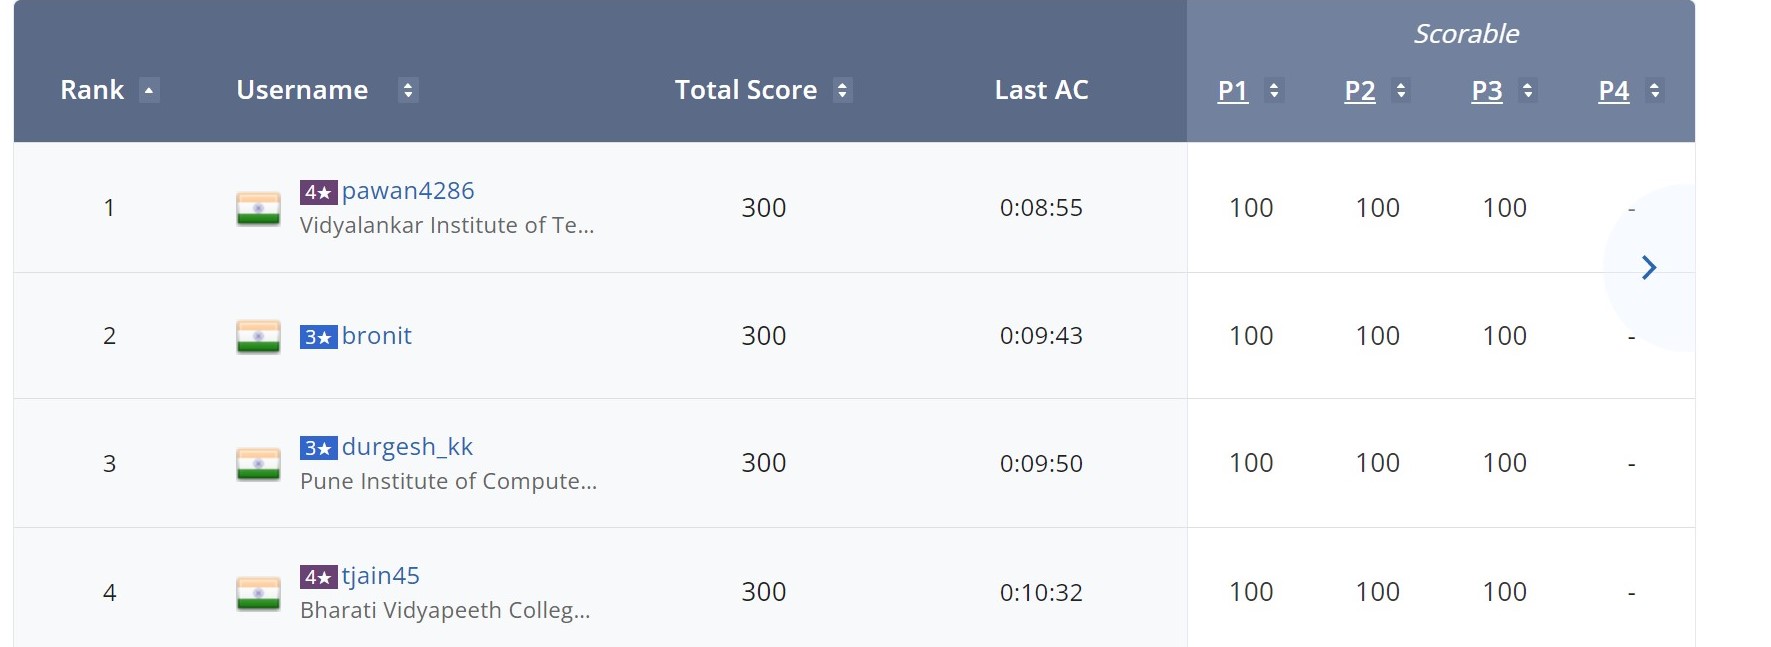 Scorable
Rank Username Total Score Last AC P1 P2 P3 P4
1 4★ pawan4286 300 0:08:55 100 100 100 -
Vidyalankar Institute of Te...
2 3★ bronit 300 0:09:43 100 100 100 -
3 3★ durgesh_kk 300 0:09:50 100 100 100 -
Pune Institute of Compute...
4 4★ tjain45 300 0:10:32 100 100 100 -
Bharati Vidyapeeth Colleg...